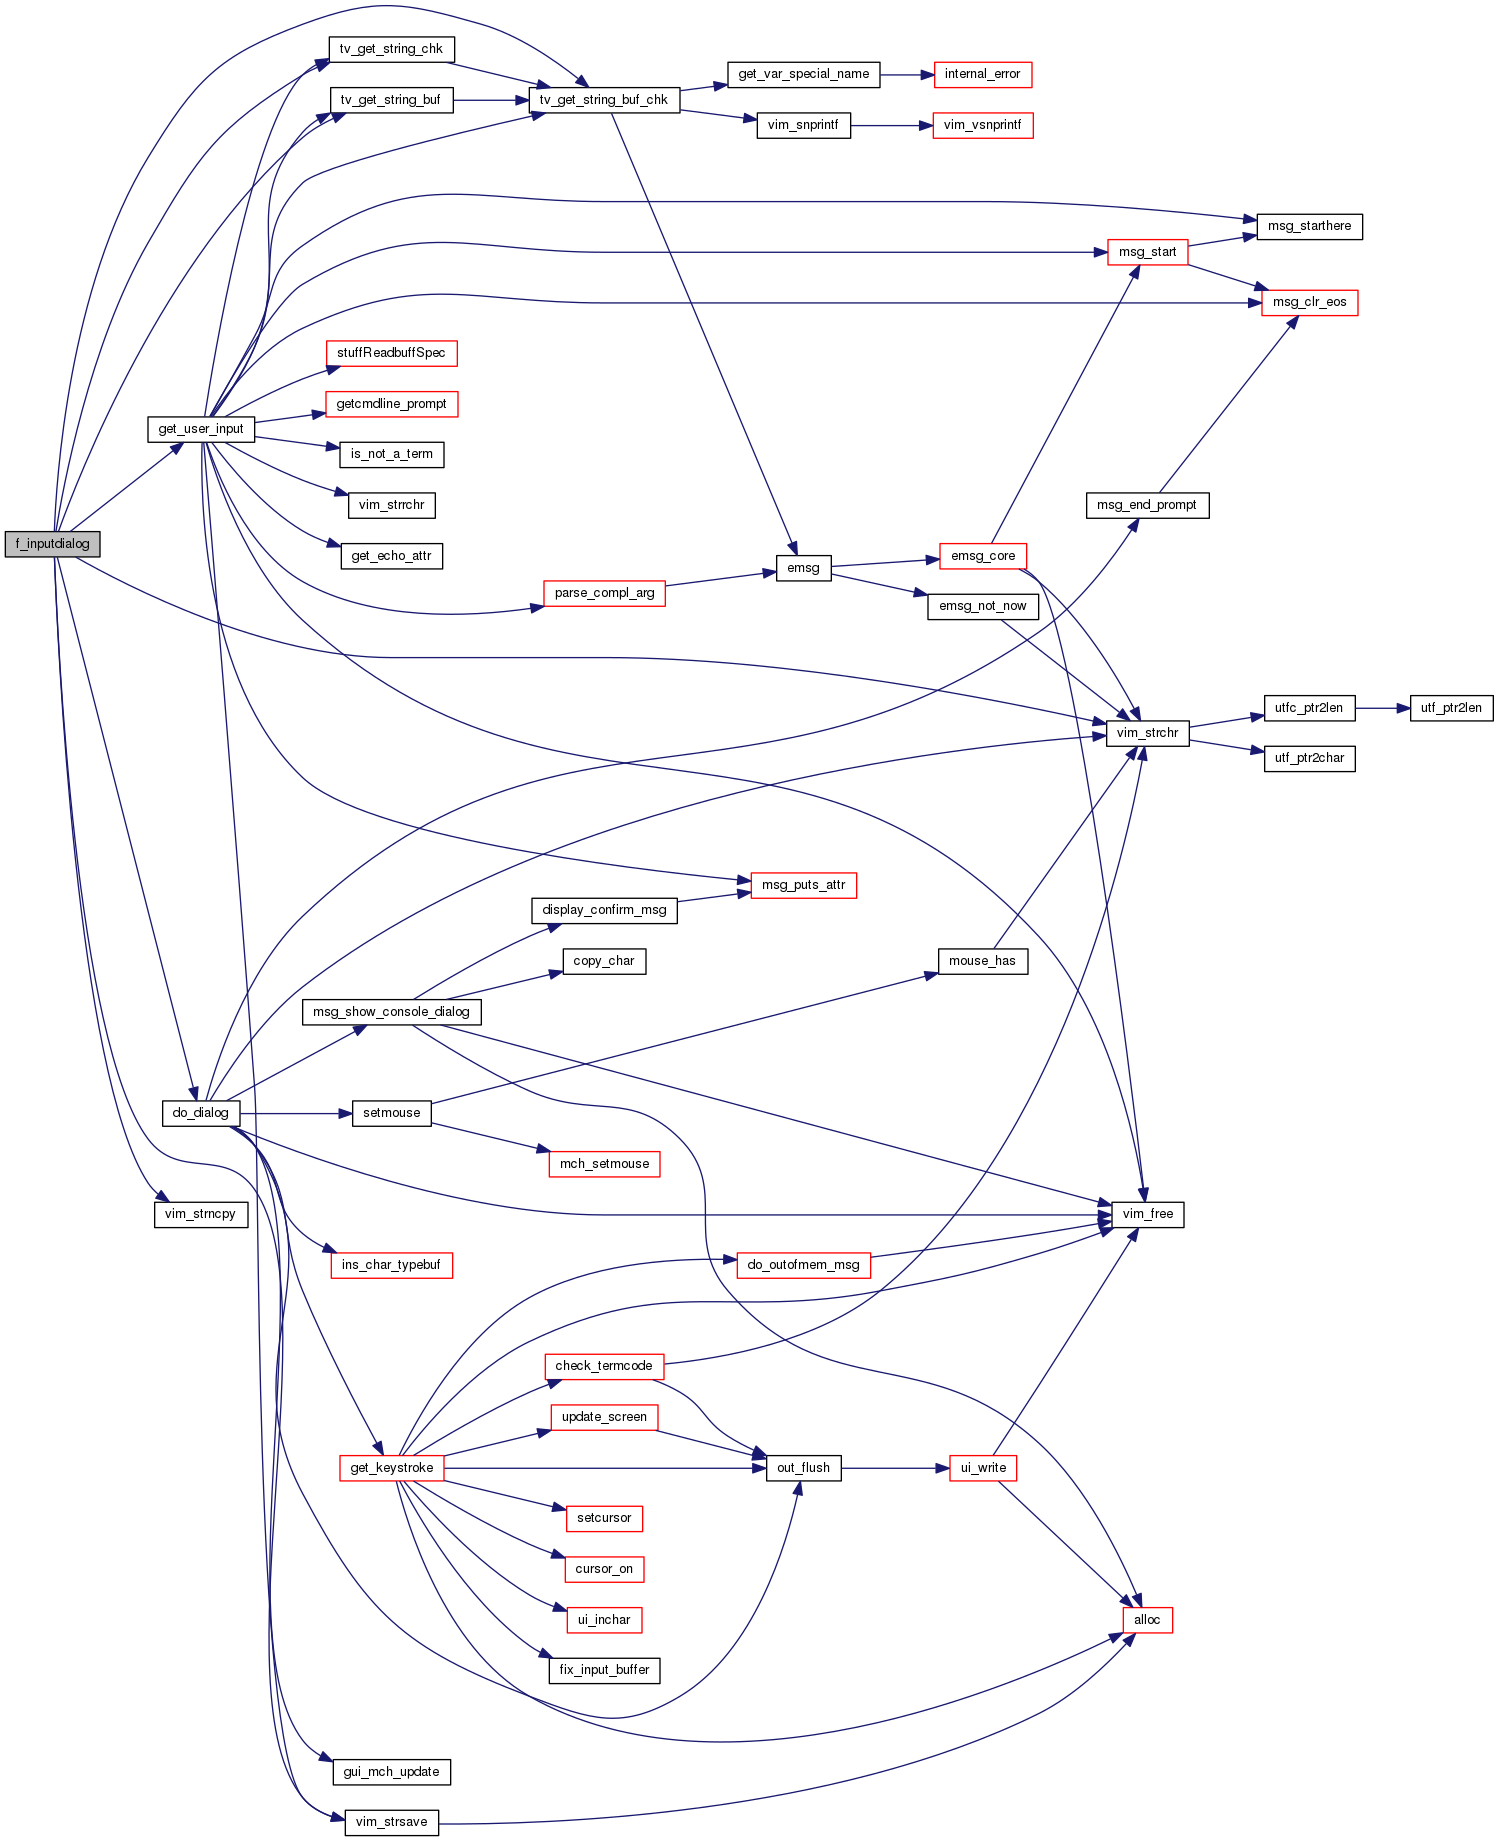 tv_get_string_chk
get_var_special_name
internal_error
tv_get_string_buf
tv_get_string_buf_chk
vim_snprintf
vim_vsnprintf
msg_starthere
msg_start
msg_clr_eos
stuffReadbuffSpec
getcmdline_prompt
get_user_input
is_not_a_term
vim_strrchr
msg_end_prompt
f_inputdialog
get_echo_attr
emsg_core
emsg
parse_compl_arg
emsg_not_now
utfc_ptr2len
utf_ptr2len
vim_strchr
utf_ptr2char
msg_puts_attr
display_confirm_msg
copy_char
mouse_has
msg_show_console_dialog
do_dialog
setmouse
mch_setmouse
vim_strncpy
vim_free
ins_char_typebuf
do_outofmem_msg
check_termcode
update_screen
get_keystroke
out_flush
ui_write
setcursor
cursor_on
ui_inchar
alloc
fix_input_buffer
gui_mch_update
vim_strsave